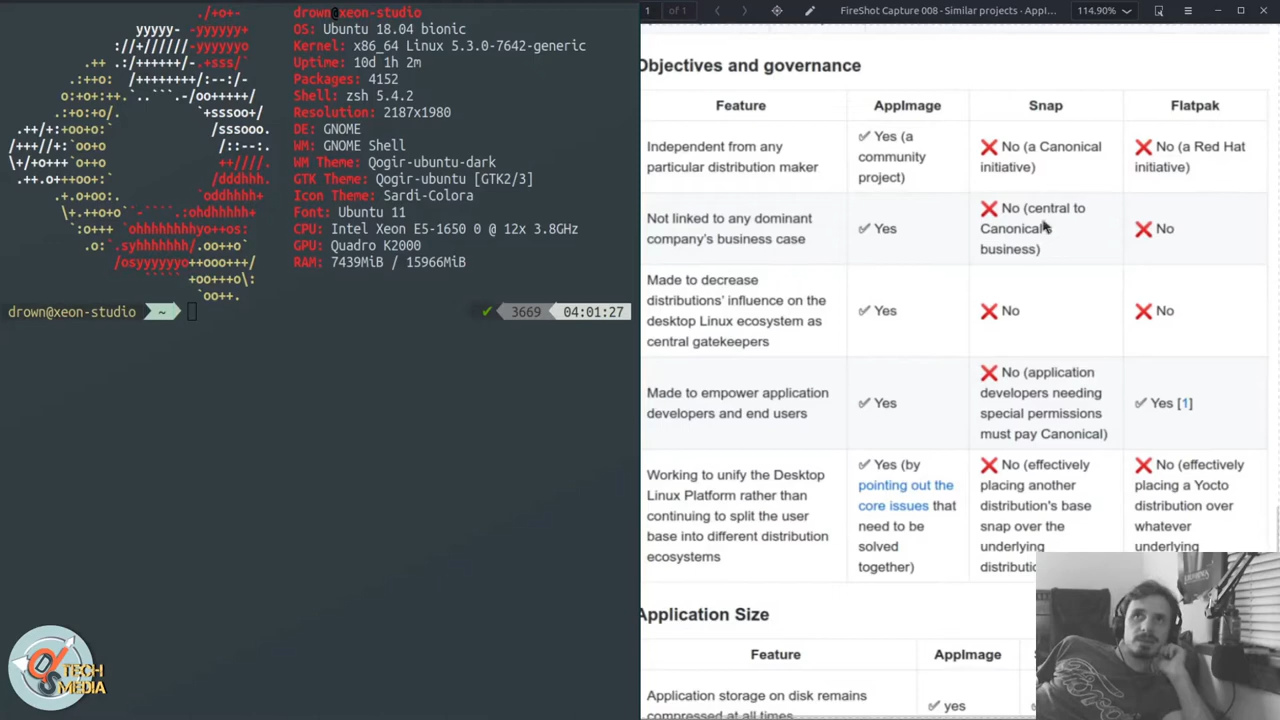 drown@xeon-studio
OS: Ubuntu 18.04 bionic
Kernel: x86_64 Linux 5.3.0-7642-generic
Uptime: 10d 1h 2m
Packages: 4152
Shell: zsh 5.4.2
Resolution: 2187x1980
DE: GNOME
WM: GNOME Shell
WM Theme: Qogir-ubuntu-dark
GTK Theme: Qogir-ubuntu [GTK2/3]
Icon Theme: Sardi-Colora
Font: Ubuntu 11
CPU: Intel Xeon E5-1650 0 @ 12x 3.8GHz
GPU: Quadro K2000
RAM: 7439MiB / 15966MiB
drown@xeon-studio ~ ✔ 3669 04:01:27
OS TECH
MEDIA
1 of 1 FireShot Capture 008 - Similar projects - AppI… 114.90%
Objectives and governance
Feature AppImage Snap Flatpak
Independent from any
particular distribution maker
✅ Yes (a
community
project)
❌ No (a Canonical
initiative)
❌ No (a Red Hat
initiative)
Not linked to any dominant
company's business case
✅ Yes
❌ No (central to
Canonical's
business)
❌ No
Made to decrease
distributions' influence on the
desktop Linux ecosystem as
central gatekeepers
✅ Yes
❌ No
❌ No
Made to empower application
developers and end users
✅ Yes
❌ No (application
developers needing
special permissions
must pay Canonical)
✅ Yes [1]
Working to unify the Desktop
Linux Platform rather than
continuing to split the user
base into different distribution
ecosystems
✅ Yes (by
pointing out the
core issues that
need to be
solved
together)
❌ No (effectively
placing another
distribution's base
snap over the
underlying
❌ No (effectively
placing a Yocto
distribution over
whatever
underlying
Application Size
Feature AppImage
Application storage on disk remains
compressed at all times
✅ yes